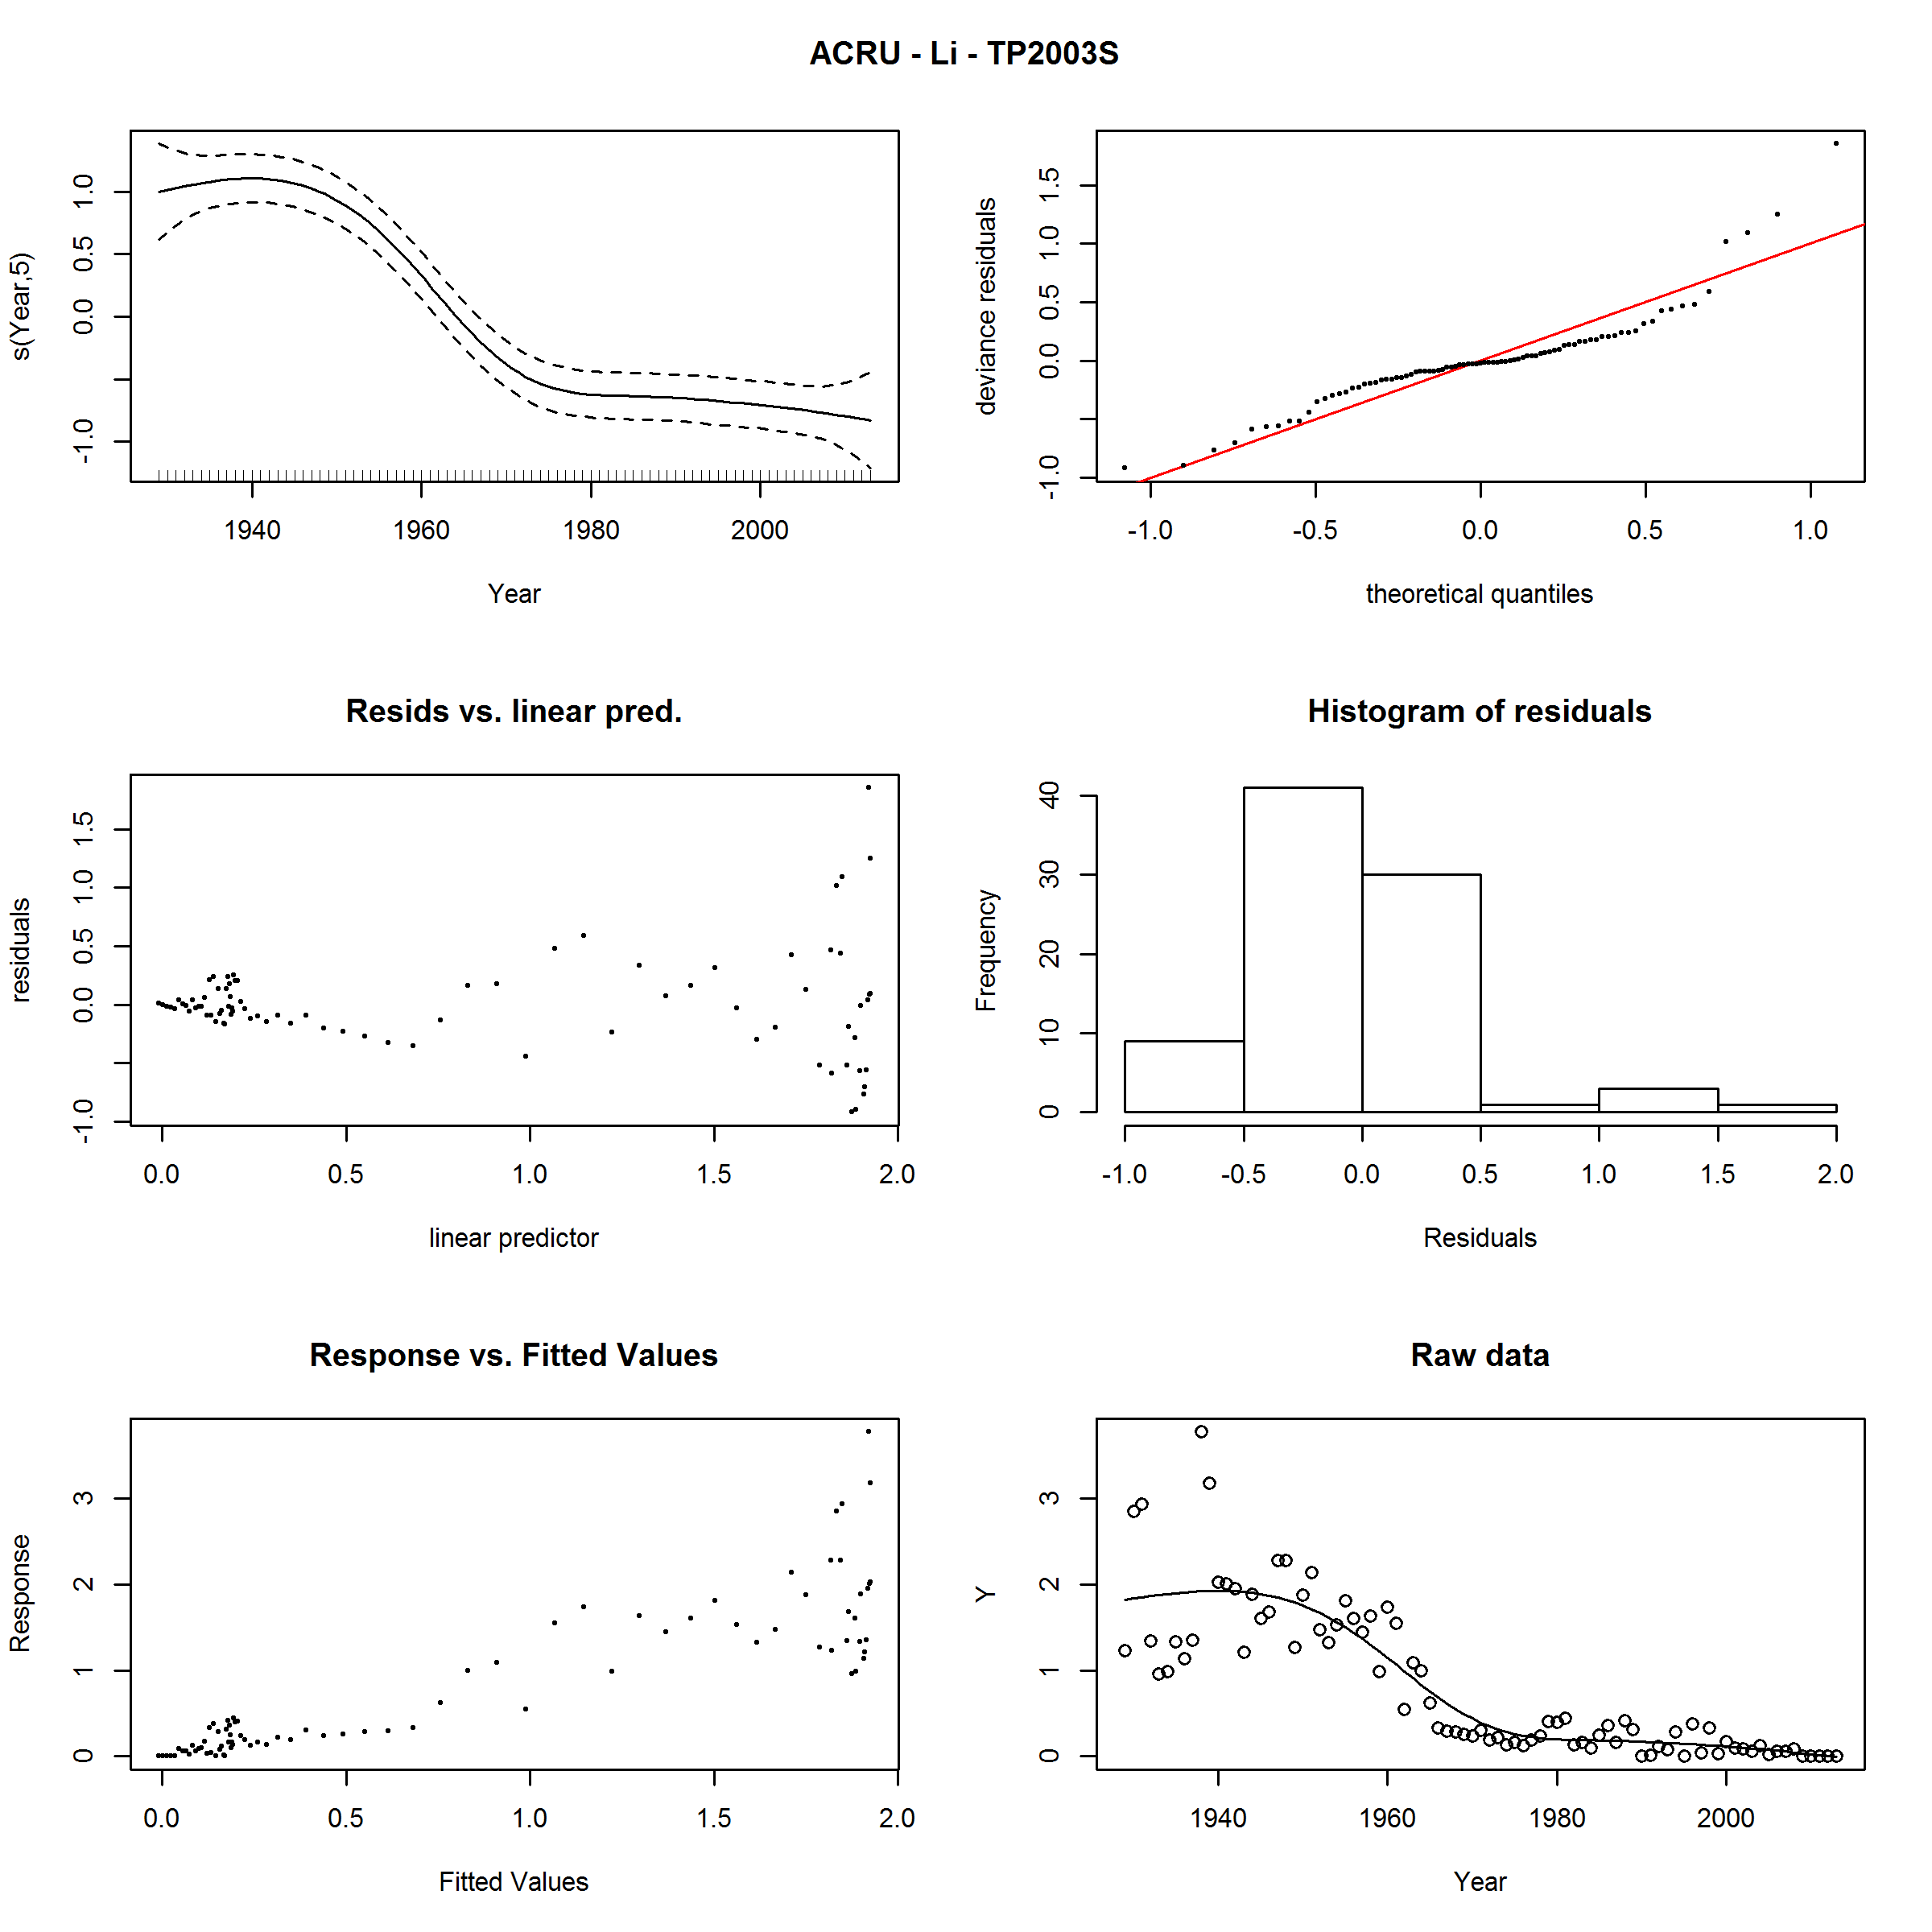 ACRU - Li - TP2003S
s(Year,5)
1.0
0.5
0.0
-1.0
1940 1960 1980 2000
Year
deviance residuals
1.5
1.0
0.5
0.0
-1.0
-1.0 -0.5 0.0 0.5 1.0
theoretical quantiles
Resids vs. linear pred.
residuals
1.5
1.0
0.5
0.0
-1.0
0.0 0.5 1.0 1.5 2.0
linear predictor
Histogram of residuals
Frequency
40
30
20
10
0
-1.0 -0.5 0.0 0.5 1.0 1.5 2.0
Residuals
Response vs. Fitted Values
Response
3
2
1
0
0.0 0.5 1.0 1.5 2.0
Fitted Values
Raw data
Y
3
2
1
0
1940 1960 1980 2000
Year